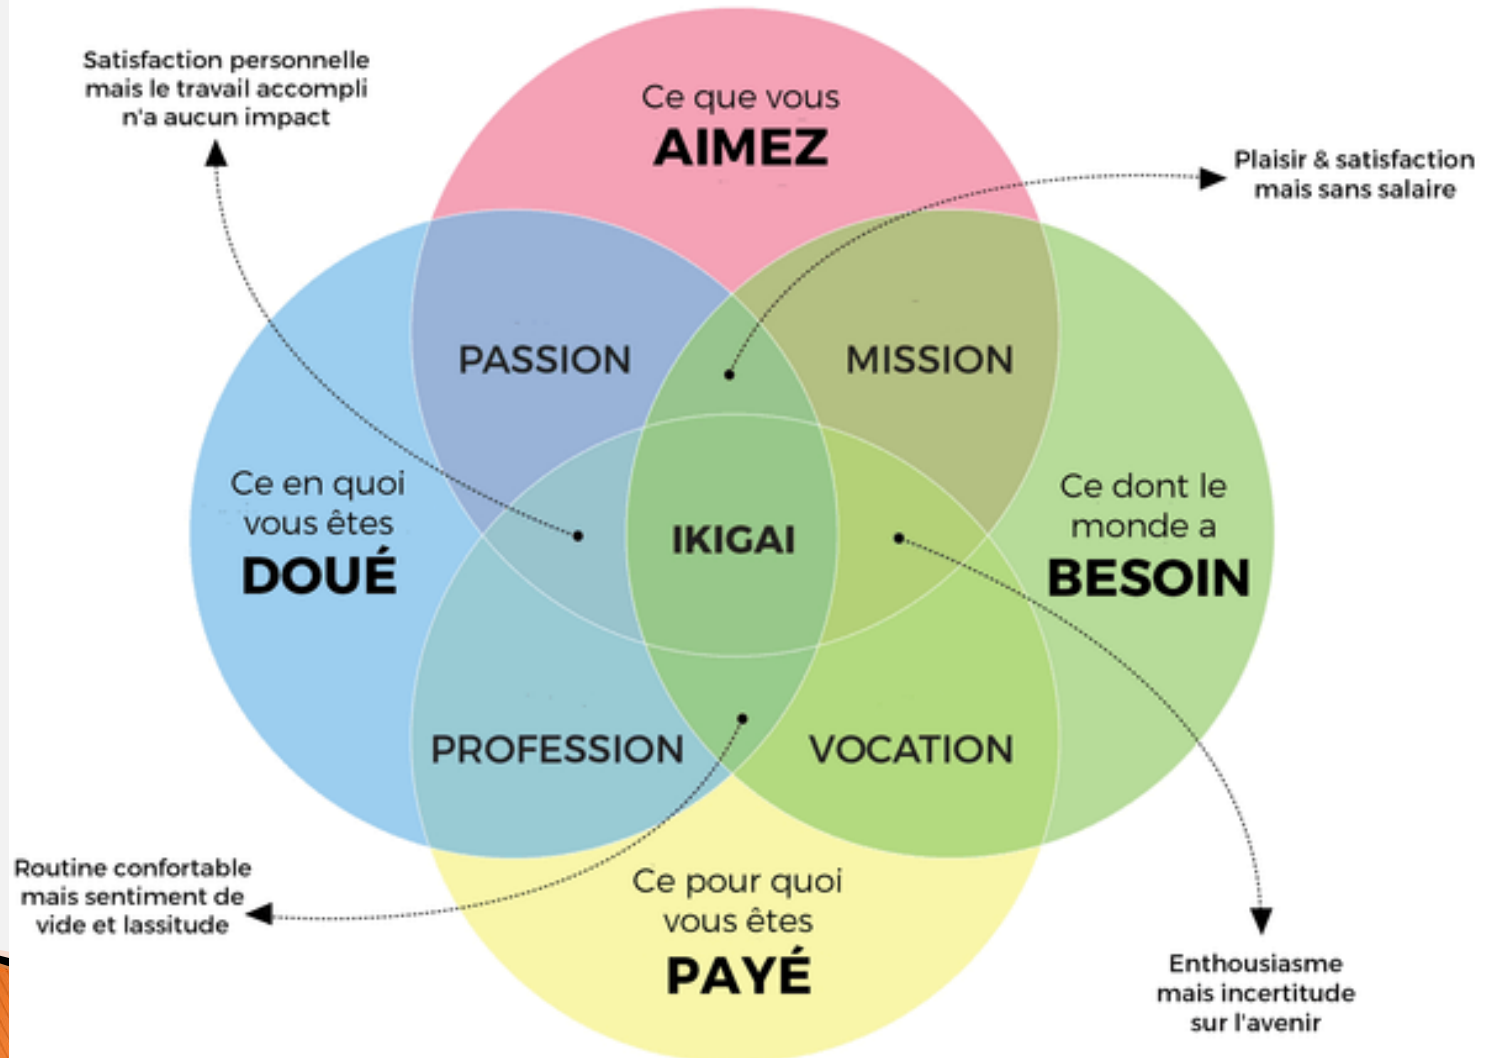 Satisfaction personnelle
mais le travail accompli
n'a aucun impact
Ce que vous
AIMEZ
Plaisir & satisfaction
mais sans salaire
PASSION
MISSION
Ce en quoi
vous êtes
DOUÉ
IKIGAI
Ce dont le
monde a
BESOIN
PROFESSION
VOCATION
Routine confortable
mais sentiment de
vide et lassitude
Ce pour quoi
vous êtes
PAYÉ
Enthousiasme
mais incertitude
sur l'avenir